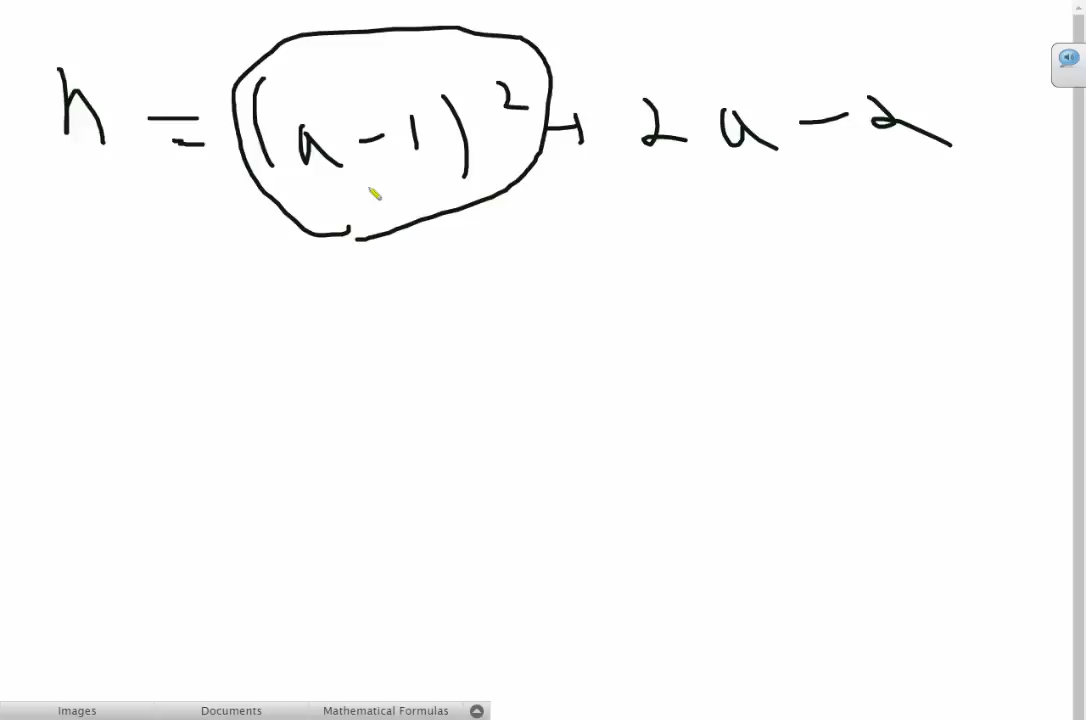 n = (a - 1)² + 2a - 2
Images Documents Mathematical Formulas